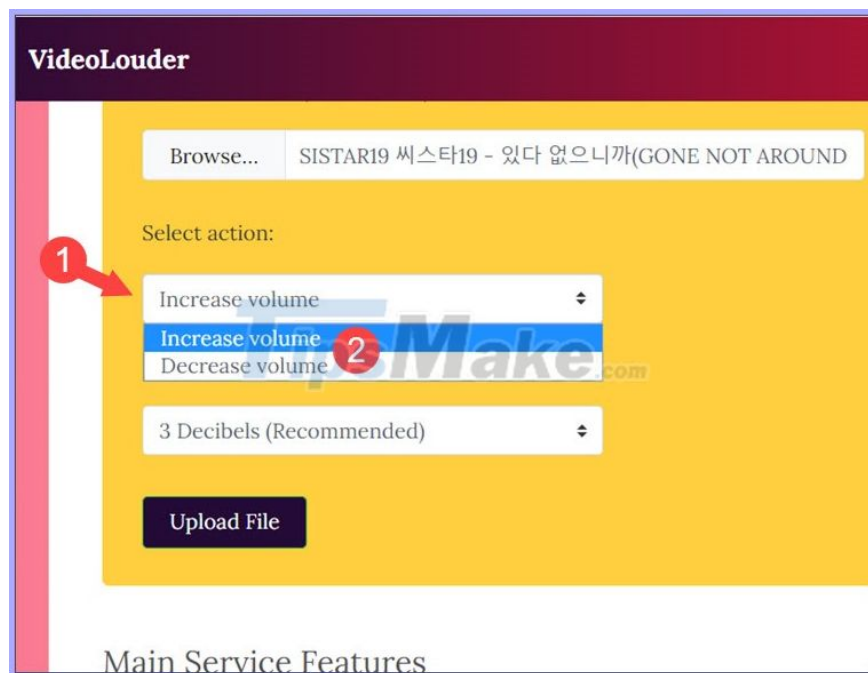 VideoLouder
Browse... SISTAR19 씨스타19 - 있다 없으니까(GONE NOT AROUND
Select action:
1
Increase volume
Increase volume
2
Decrease volume
TipsMake.com
3 Decibels (Recommended)
Upload File
Main Service Features